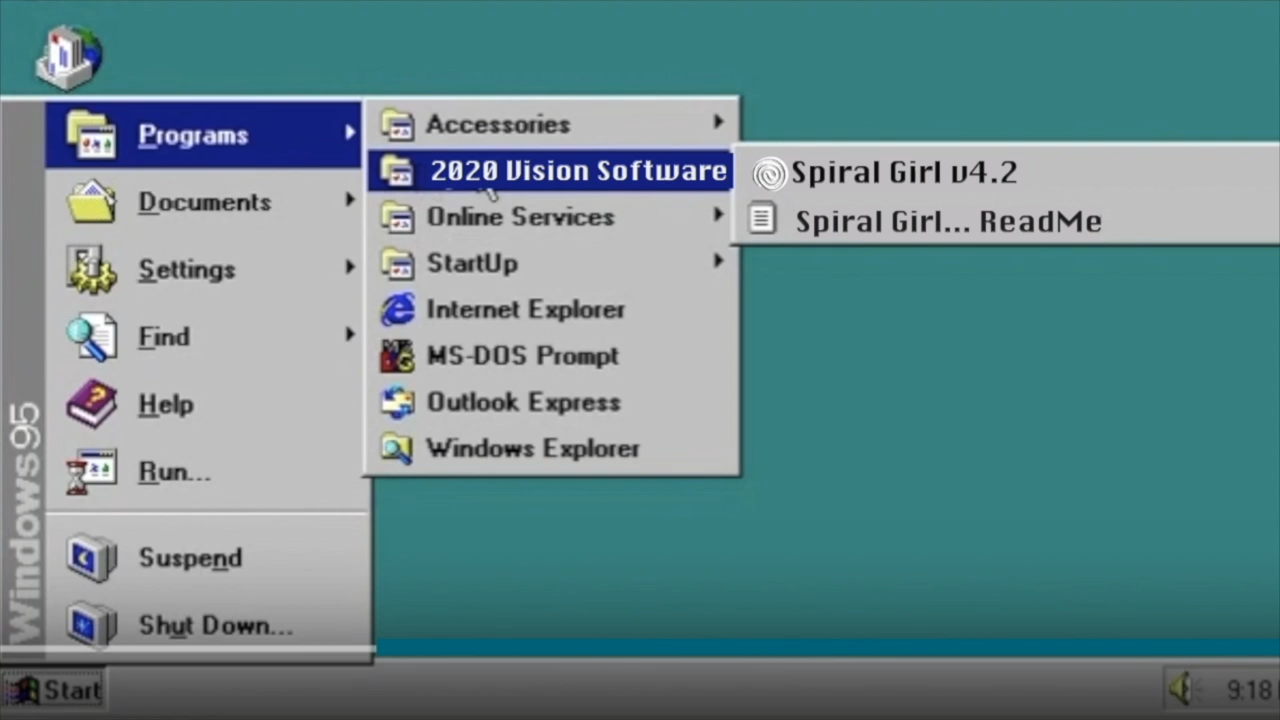 Programs
Documents
Settings
Find
Help
Run...
Suspend
Shut Down...
Windows95
Accessories
2020 Vision Software
Online Services
StartUp
Internet Explorer
MS-DOS Prompt
Outlook Express
Windows Explorer
Spiral Girl v4.2
Spiral Girl... ReadMe
Start
9:18